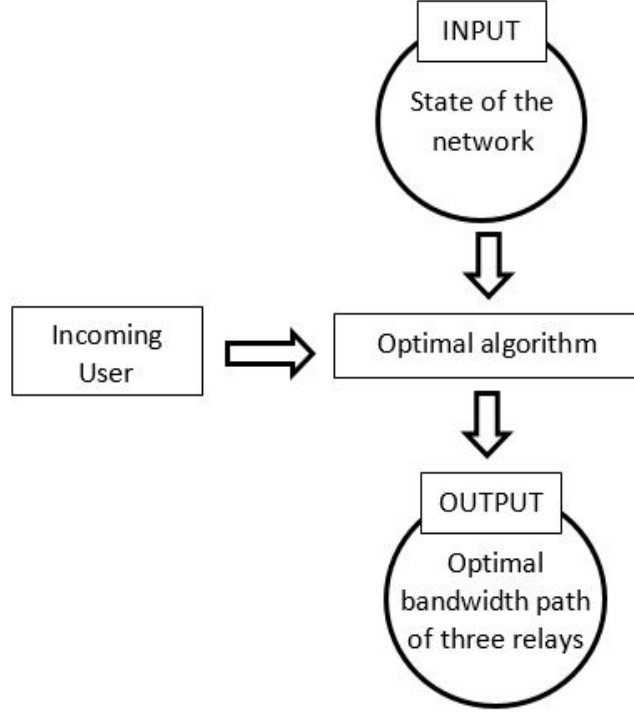 INPUT
State of the
network
Incoming
User
Optimal algorithm
OUTPUT
Optimal
bandwidth path
of three relays